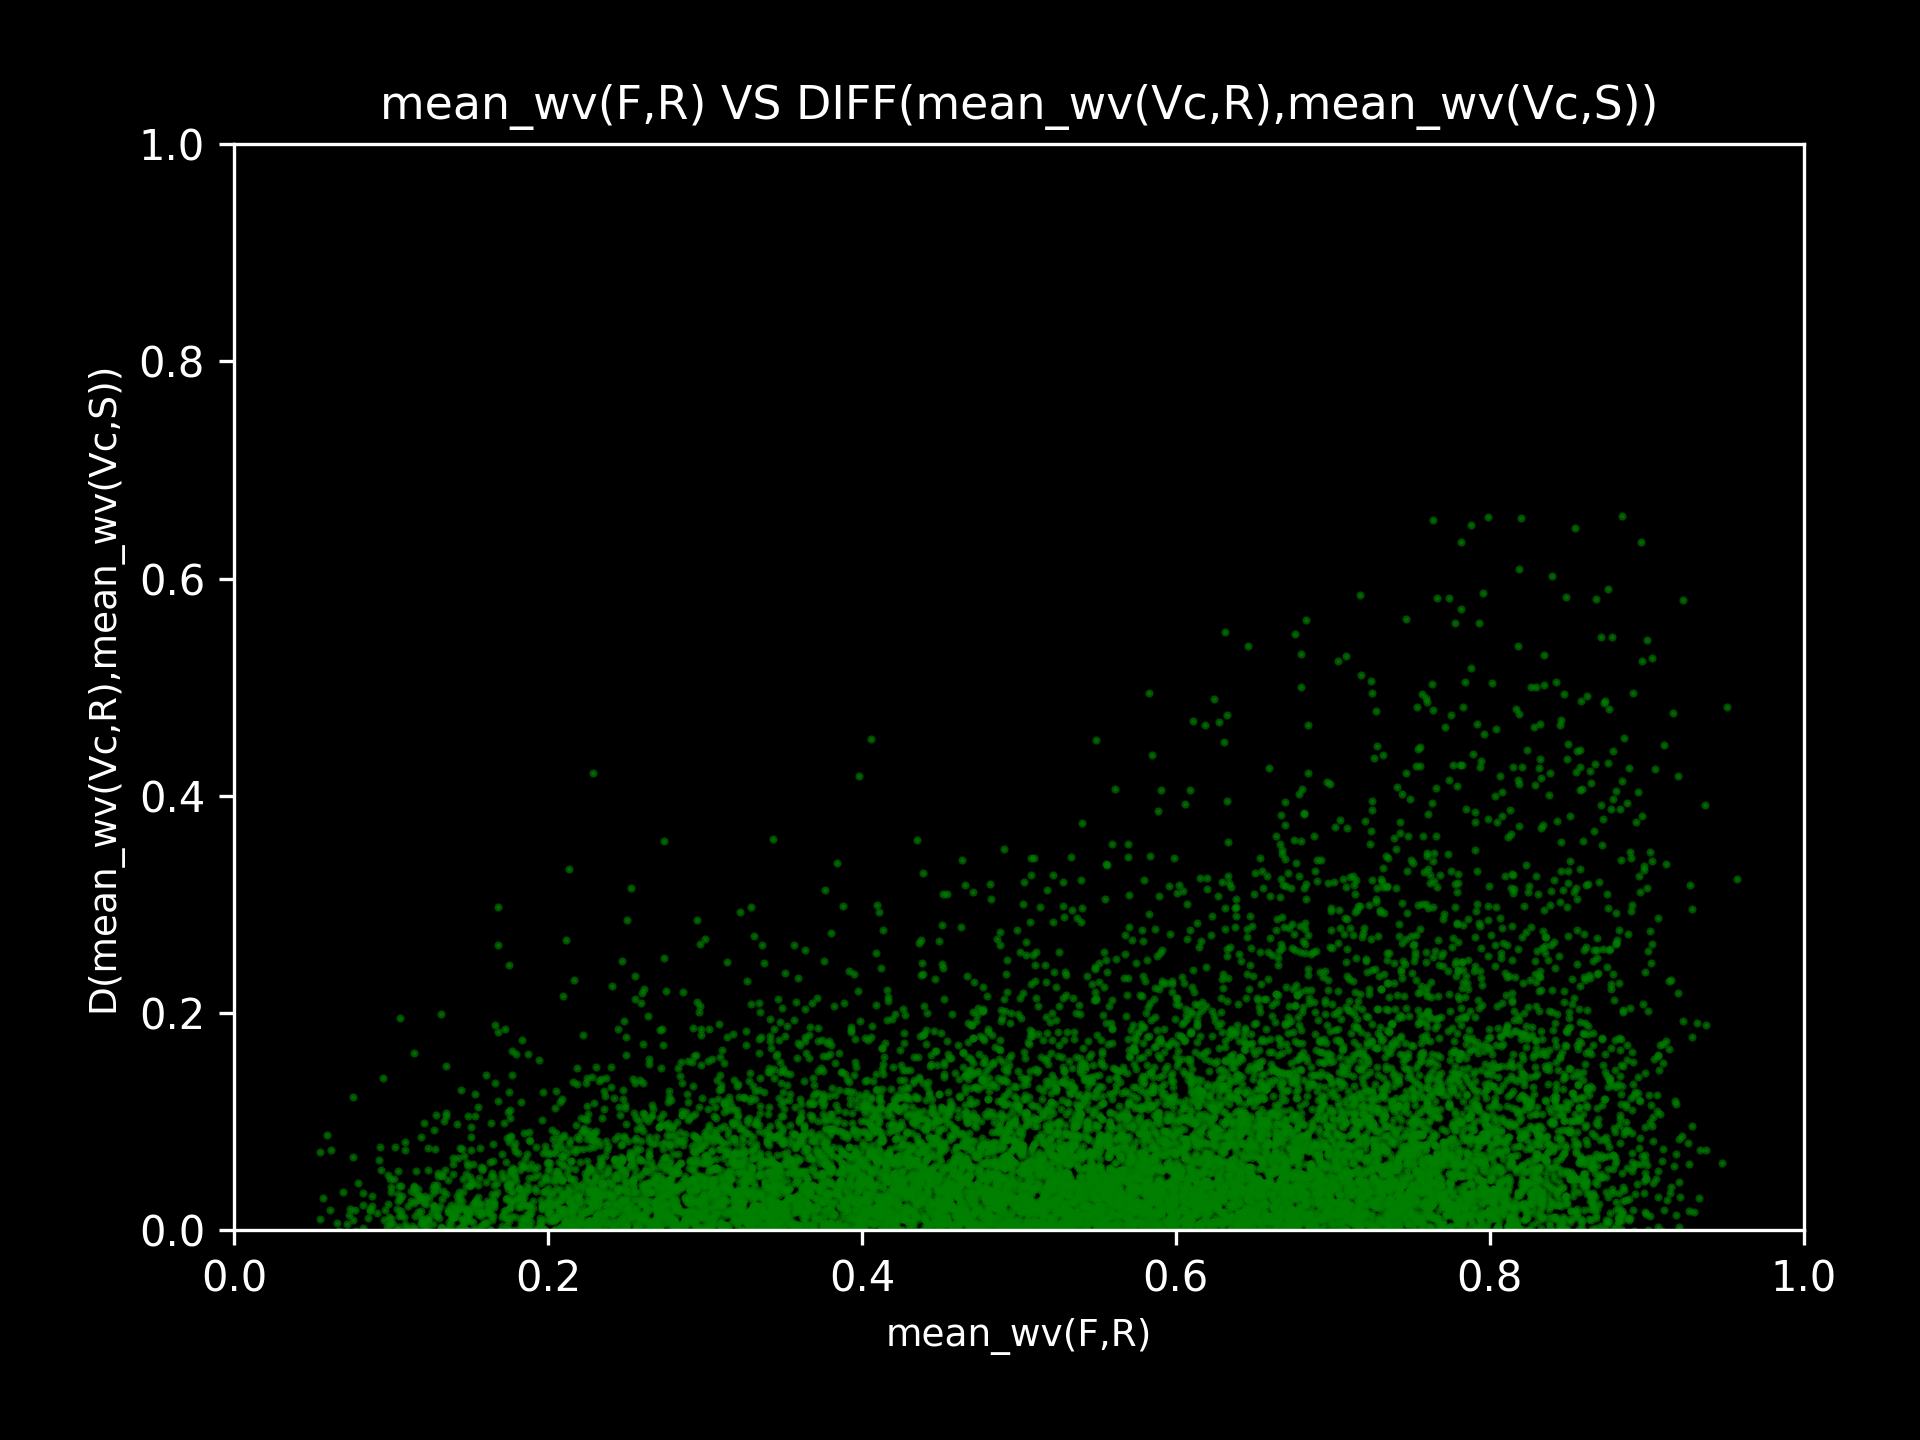 mean_wv(F,R) VS DIFF(mean_wv(Vc,R),mean_wv(Vc,S))
1.0
0.8
0.6
0.4
0.2
0.0
D(mean_wv(Vc,R),mean_wv(Vc,S))
0.0 0.2 0.4 0.6 0.8 1.0
mean_wv(F,R)